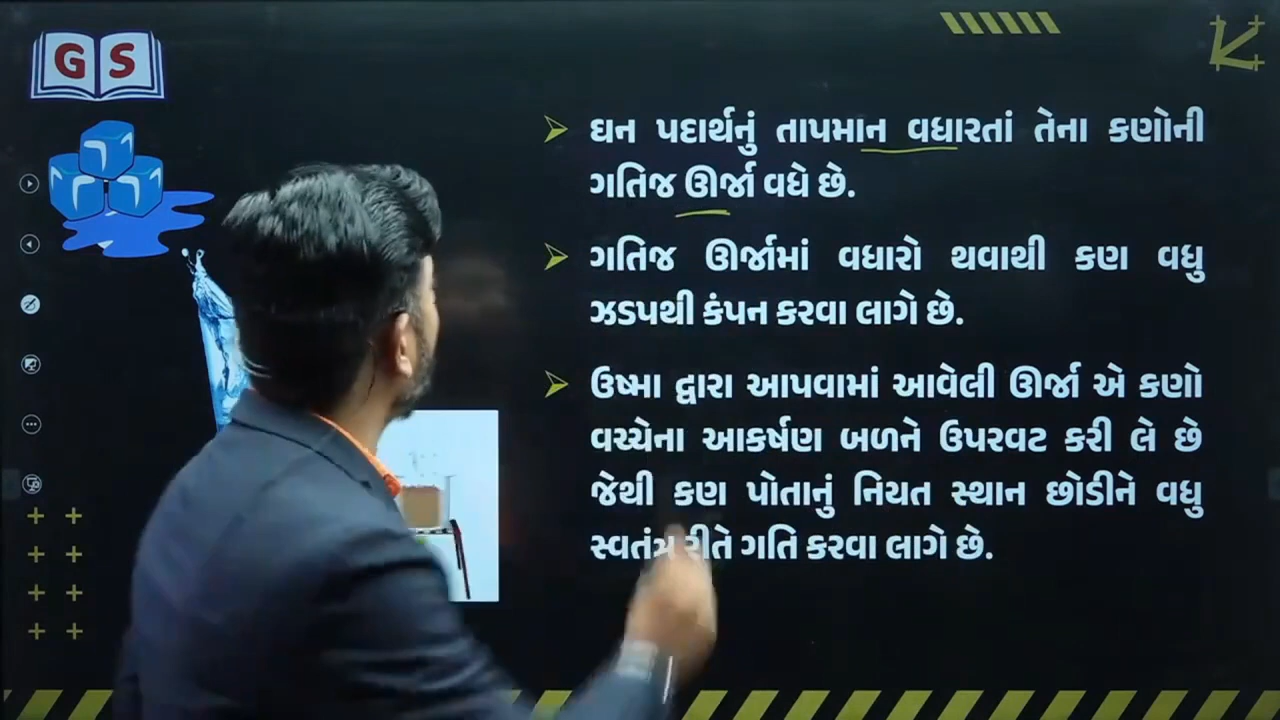 GS
ઘન પદાર્થનું તાપમાન વધારતાં તેના કણોની
ગતિજ ઊર્જા વધે છે.
ગતિજ ઊર્જામાં વધારો થવાથી કણ વધુ
ઝડપથી કંપન કરવા લાગે છે.
ઉષ્મા દ્વારા આપવામાં આવેલી ઊર્જા એ કણો
વચ્ચેના આકર્ષણ બળને ઉપરવટ કરી લે છે
જેથી કણ પોતાનું નિયત સ્થાન છોડીને વધુ
સ્વતંત્ર રીતે ગતિ કરવા લાગે છે.